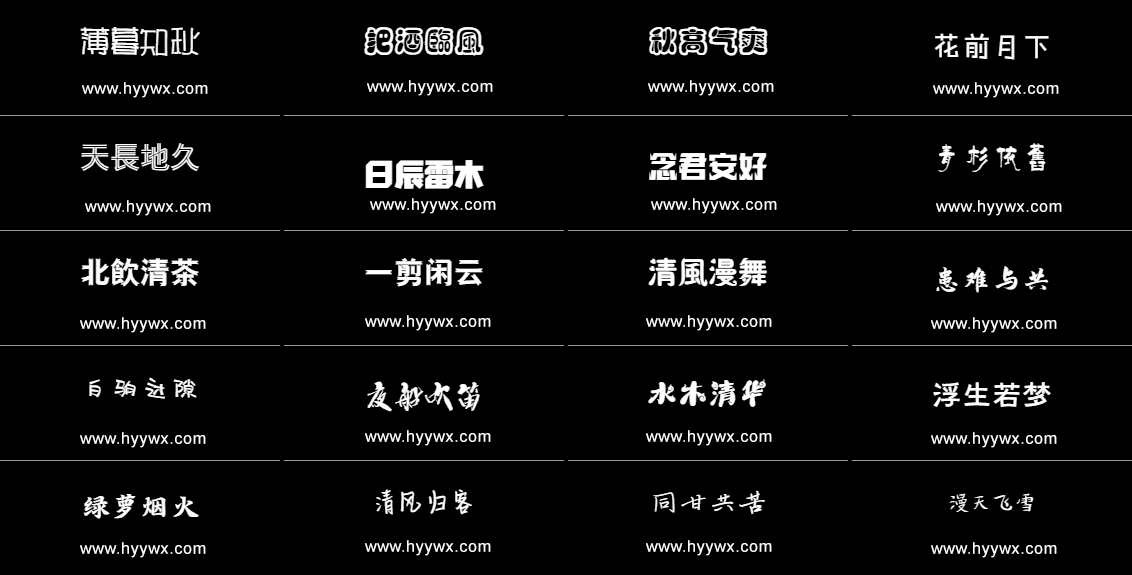 薄暮知秋 把酒臨風 秋高气爽 花前月下
www.hyywx.com www.hyywx.com www.hyywx.com www.hyywx.com
天長地久 日辰雷木 念君安好 青杉依舊
www.hyywx.com www.hyywx.com www.hyywx.com www.hyywx.com
北飲清茶 一剪闲云 清風漫舞 患难与共
www.hyywx.com www.hyywx.com www.hyywx.com www.hyywx.com
白驹过隙 夜船吹笛 水木清华 浮生若梦
www.hyywx.com www.hyywx.com www.hyywx.com www.hyywx.com
绿萝烟火 清风归客 同甘共苦 漫天飞雪
www.hyywx.com www.hyywx.com www.hyywx.com www.hyywx.com